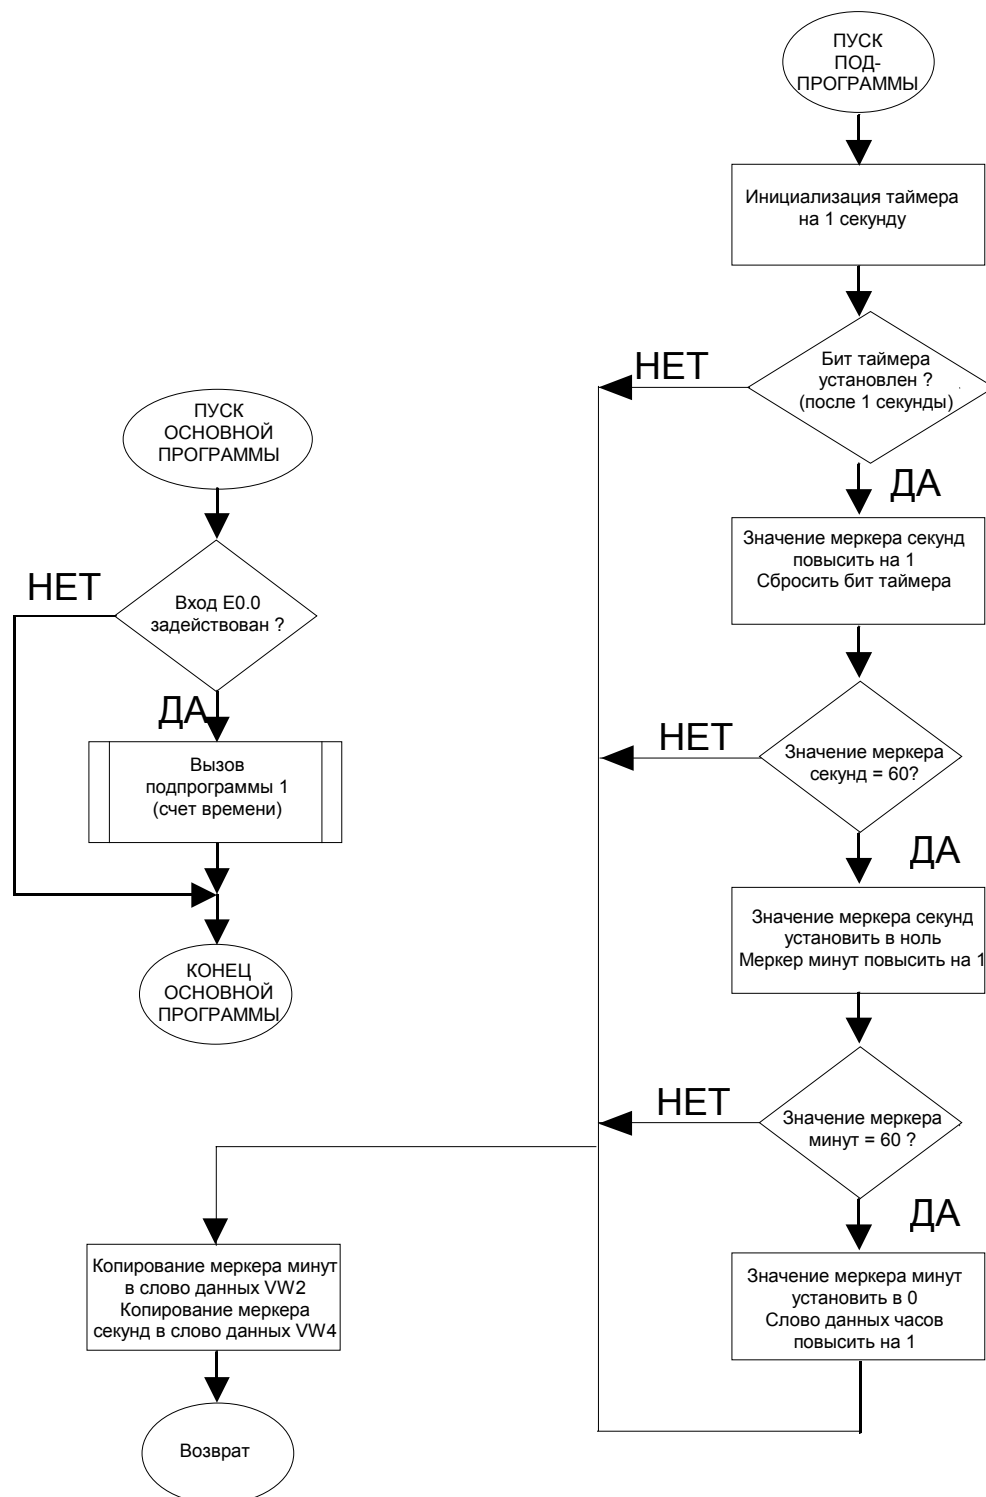 ПУСК
ОСНОВНОЙ
ПРОГРАММЫ
НЕТ
Вход E0.0
задействован ?
ДА
Вызов
подпрограммы 1
(счет времени)
КОНЕЦ
ОСНОВНОЙ
ПРОГРАММЫ
ПУСК
ПОД-
ПРОГРАММЫ
Инициализация таймера
на 1 секунду
НЕТ
Бит таймера
установлен ?
(после 1 секунды)
ДА
Значение меркера секунд
повысить на 1
Сбросить бит таймера
НЕТ
Значение меркера
секунд = 60?
ДА
Значение меркера секунд
установить в ноль
Меркер минут повысить на 1
НЕТ
Значение меркера
минут = 60 ?
ДА
Значение меркера минут
установить в 0
Слово данных часов
повысить на 1
Копирование меркера минут
в слово данных VW2
Копирование меркера
секунд в слово данных VW4
Возврат